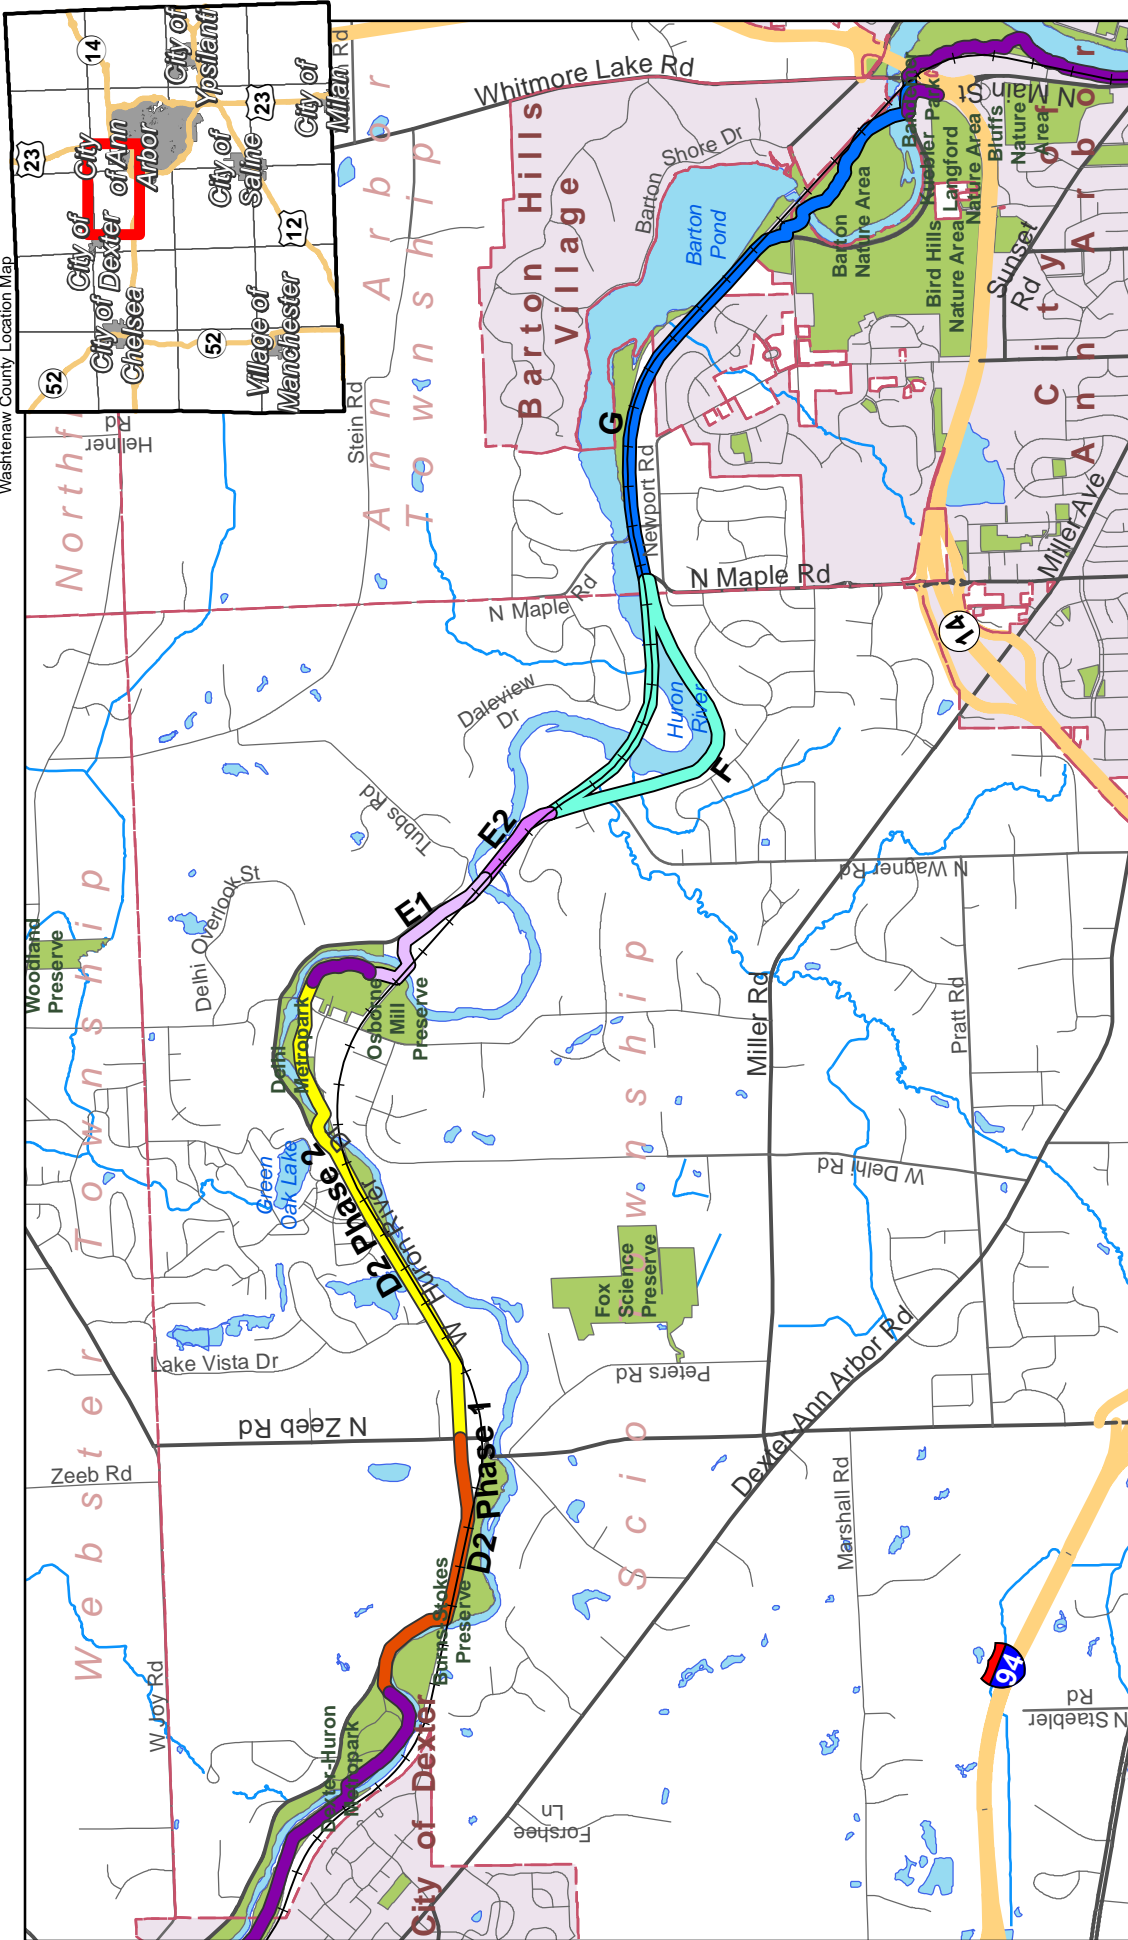 Washtenaw County Location Map
14
23
23
52
52
12
City of
Ypsilanti
City of
Milan
City
of Ann
Arbor
City of
Saline
City of
Dexter
City of
Chelsea
Village of
Manchester
Whitmore Lake Rd
Rd
Northf
Hellner
Rd
Stein Rd
Ann Arbor
Township
Barton Hills
Village
Barton
Shore Dr
Barton
Pond
N Main St
Bluffs
Nature
Area
Kuebler
Langford
Nature Area
Park
Barton
Nature Area
Bird Hills
Nature Area
Sunset
Rd
City of
Ann Arbor
G
Newport Rd
N Maple Rd
N Maple Rd
Miller Ave
14
Huron
River
F
Daleview
Dr
Tubbs Rd
E2
E1
Delhi Overlook St
Woodland
Preserve
Webster Township
N Wagner Rd
Osborne
Mill
Preserve
Delhi
Metropark
Miller Rd
Pratt Rd
Green
Oak Lake
D2 Phase 2
W Huron River Dr
W Delhi Rd
Fox
Science
Preserve
Scio Township
Peters Rd
Lake Vista Dr
N Zeeb Rd
Zeeb Rd
Dexter-Ann Arbor Rd
D2 Phase 1
Marshall Rd
Burns-Stokes
Preserve
W Joy Rd
Dexter-Huron
Metropark
City of Dexter
Forshee
Ln
94
N Staebler
Rd